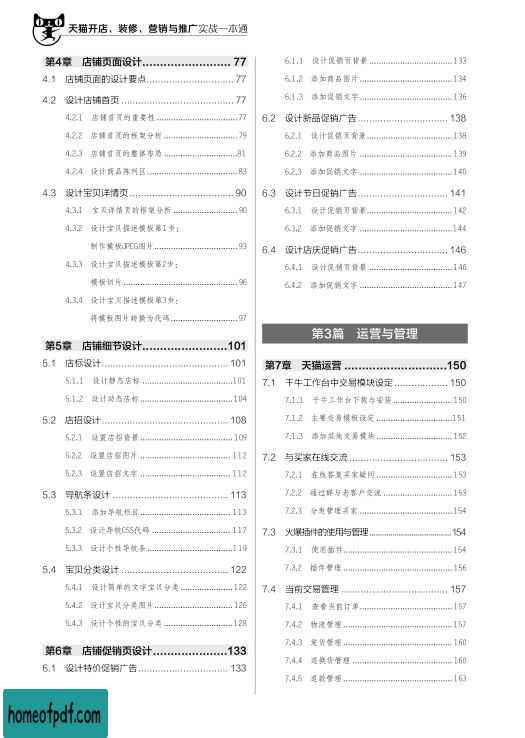 天猫开店、装修、营销与推广实战一本通
第4章 店铺页面设计.......................... 77
4.1 店铺页面的设计要点.......................... 77
4.2 设计店铺首页.......................... 77
4.2.1 店铺首页的重要性..........................77
4.2.2 店铺首页的框架分析.......................... 79
4.2.3 店铺首页的整体布局..........................81
4.2.4 设计商品陈列区.......................... 83
4.3 设计宝贝详情页.......................... 90
4.3.1 宝贝详情页的框架分析.......................... 90
4.3.2 设计宝贝描述模板第1步：
制作模板JPEG图片.......................... 93
4.3.3 设计宝贝描述模板第2步：
模板切片.......................... 96
4.3.4 设计宝贝描述模板第3步：
将模板图片转换为代码.......................... 97
第5章 店铺细节设计..........................101
5.1 店标设计.......................... 101
5.1.1 设计静态店标..........................101
5.1.2 设计动态店标.......................... 104
5.2 店招设计.......................... 108
5.2.1 设置店招背景.......................... 109
5.2.2 设置店招图片.......................... 112
5.2.3 设置店招文字.......................... 112
5.3 导航条设计.......................... 113
5.3.1 添加导航栏目.......................... 113
5.3.2 设计导航CSS代码.......................... 117
5.3.3 设计个性导航条..........................119
5.4 宝贝分类设计.......................... 122
5.4.1 设计简单的文字宝贝分类..........................122
5.4.2 设计宝贝分类图片.......................... 126
5.4.3 设计个性的宝贝分类.......................... 128
第6章 店铺促销页设计..........................133
6.1 设计特价促销广告.......................... 133
6.1.1 设计促销页背景.......................... 133
6.1.2 添加商品图片.......................... 134
6.1.3 添加促销文字.......................... 136
6.2 设计新品促销广告.......................... 138
6.2.1 设计促销页背景..........................138
6.2.2 添加商品图片.......................... 139
6.2.3 添加促销文字.......................... 140
6.3 设计节日促销广告.......................... 141
6.3.1 设计促销页背景.......................... 142
6.3.2 添加促销文字.......................... 144
6.4 设计店庆促销广告.......................... 146
6.4.1 设计促销页背景.......................... 146
6.4.2 添加促销文字..........................147
第3篇 运营与管理
第7章 天猫运营..........................150
7.1 千牛工作台中交易模块设定.......................... 150
7.1.1 千牛工作台下载与安装.......................... 150
7.1.2 主要交易模板设定..........................151
7.1.3 添加其他交易模块.......................... 152
7.2 与买家在线交流.......................... 153
7.2.1 在线答复买家疑问.......................... 153
7.2.2 通过群与老客户交流.......................... 153
7.2.3 分类管理买家.......................... 154
7.3 火爆插件的使用与管理..........................154
7.3.1 使用插件.......................... 154
7.3.2 插件管理.......................... 156
7.4 当前交易管理.......................... 157
7.4.1 查看当前订单.......................... 157
7.4.2 物流管理.......................... 157
7.4.3 发货管理.......................... 160
7.4.4 退换货管理.......................... 160
7.4.5 退款管理.......................... 163
homeofpdf.com